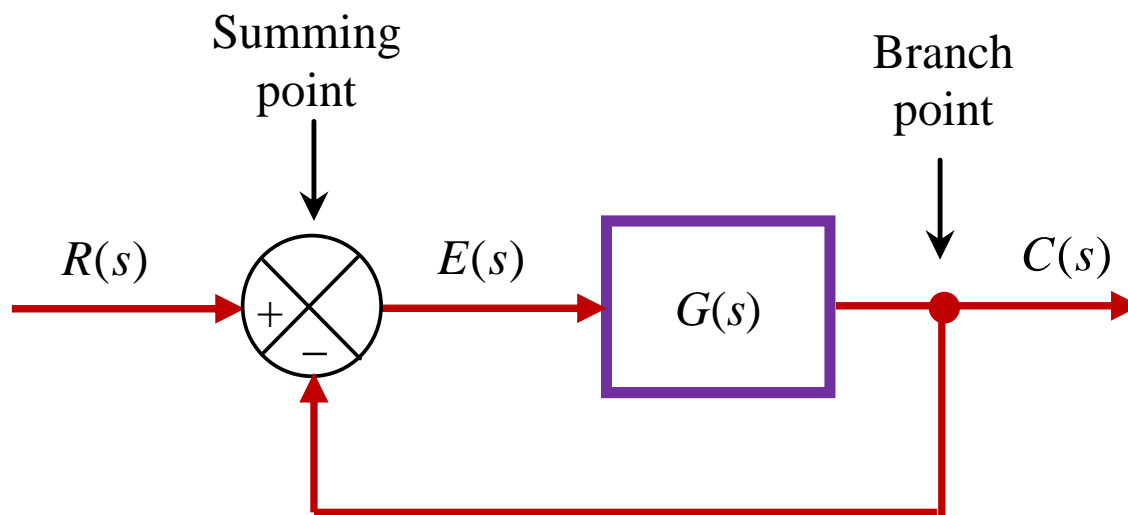 Summing
point
Branch
point
R(s)
E(s)
C(s)
G(s)
+
−